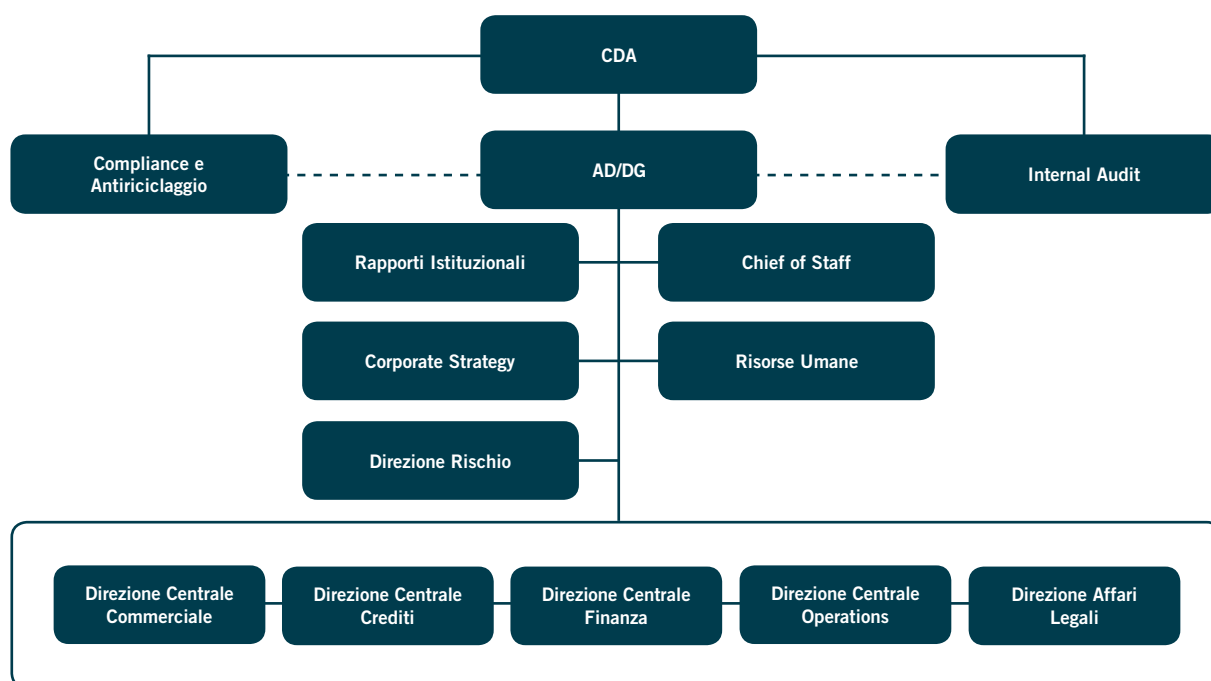 CDA
Compliance e
Antiriciclaggio
AD/DG
Internal Audit
Rapporti Istituzionali
Chief of Staff
Corporate Strategy
Risorse Umane
Direzione Rischio
Direzione Centrale
Commerciale
Direzione Centrale
Crediti
Direzione Centrale
Finanza
Direzione Centrale
Operations
Direzione Affari
Legali